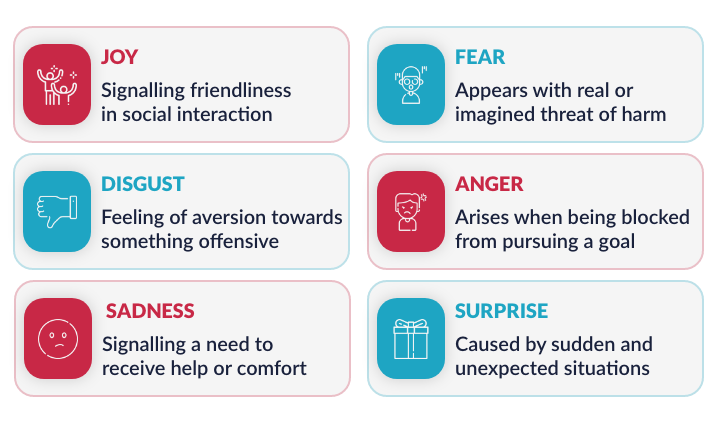 JOY
Signalling friendliness
in social interaction
FEAR
Appears with real or
imagined threat of harm
DISGUST
Feeling of aversion towards
something offensive
ANGER
Arises when being blocked
from pursuing a goal
SADNESS
Signalling a need to
receive help or comfort
SURPRISE
Caused by sudden and
unexpected situations